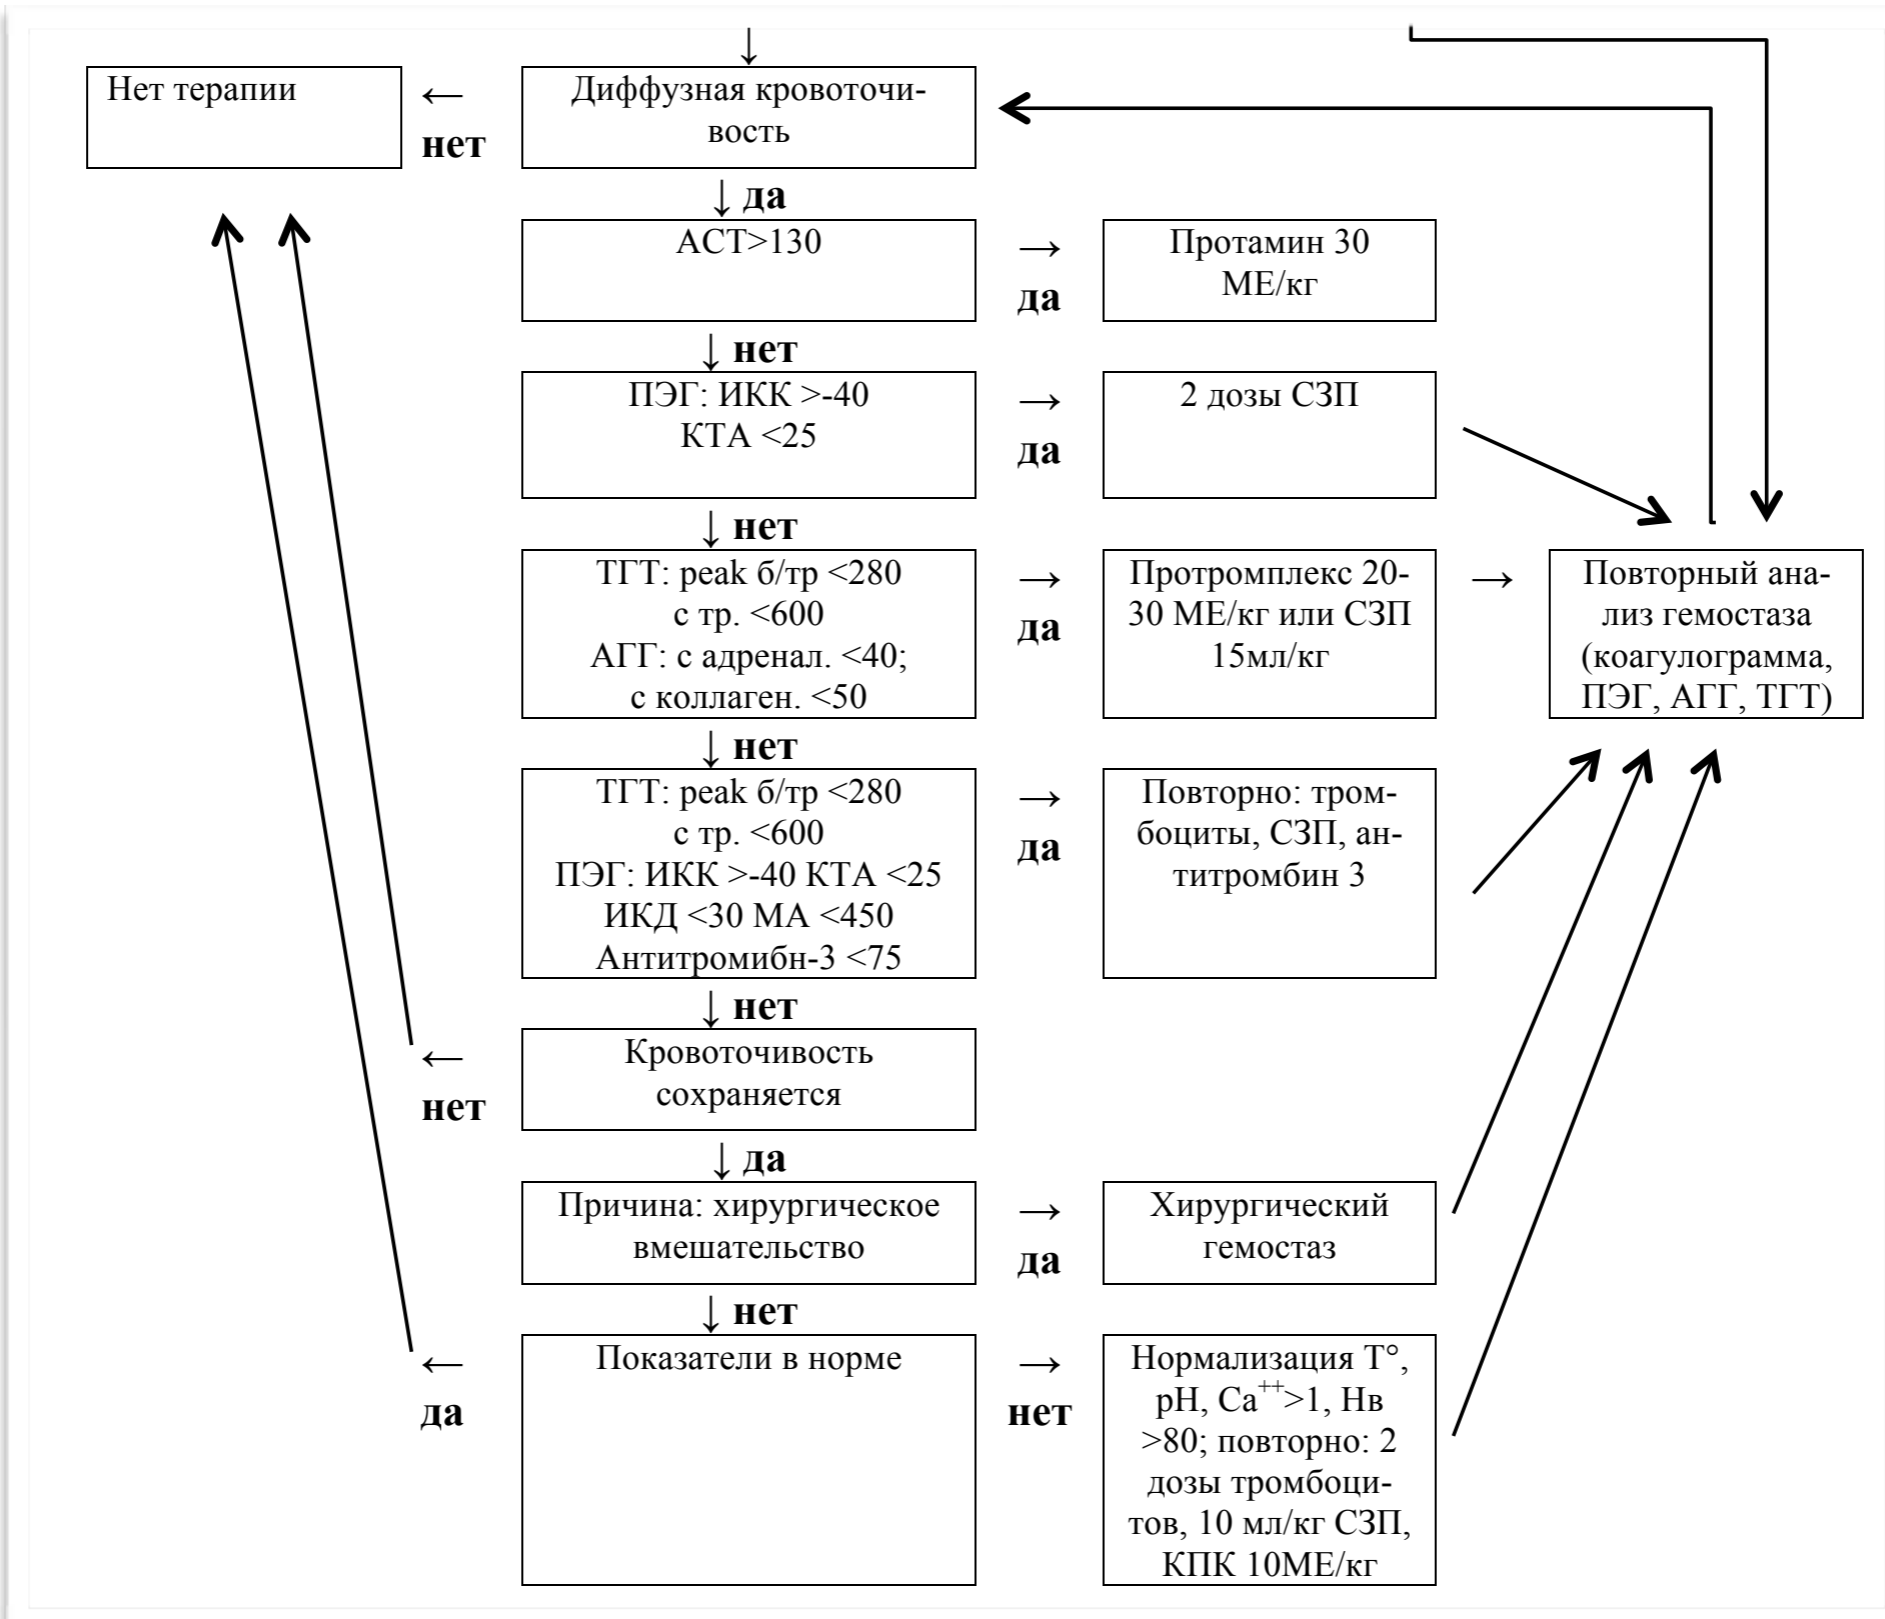 Нет терапии
←
нет
Диффузная кровоточи-
вость
↓ да
АСТ>130
→
да
Протамин 30
МЕ/кг
↓ нет
ПЭГ: ИКК >-40
КТА <25
→
да
2 дозы СЗП
↓ нет
ТГТ: peak б/тр <280
с тр. <600
АГГ: с адренал. <40;
с коллаген. <50
→
да
Протромплекс 20-
30 МЕ/кг или СЗП
15мл/кг
→
Повторный ана-
лиз гемостаза
(коагулограмма,
ПЭГ, АГГ, ТГТ)
↓ нет
ТГТ: peak б/тр <280
с тр. <600
ПЭГ: ИКК >-40 КТА <25
ИКД <30 МА <450
Антитромибн-3 <75
→
да
Повторно: тром-
боциты, СЗП, ан-
титромбин 3
↓ нет
Кровоточивость
сохраняется
←
нет
↓ да
Причина: хирургическое
вмешательство
→
да
Хирургический
гемостаз
↓ нет
Показатели в норме
←
да
→
нет
Нормализация Т°,
рН, Са⁺⁺>1, Нв
>80; повторно: 2
дозы тромбоци-
тов, 10 мл/кг СЗП,
КПК 10МЕ/кг